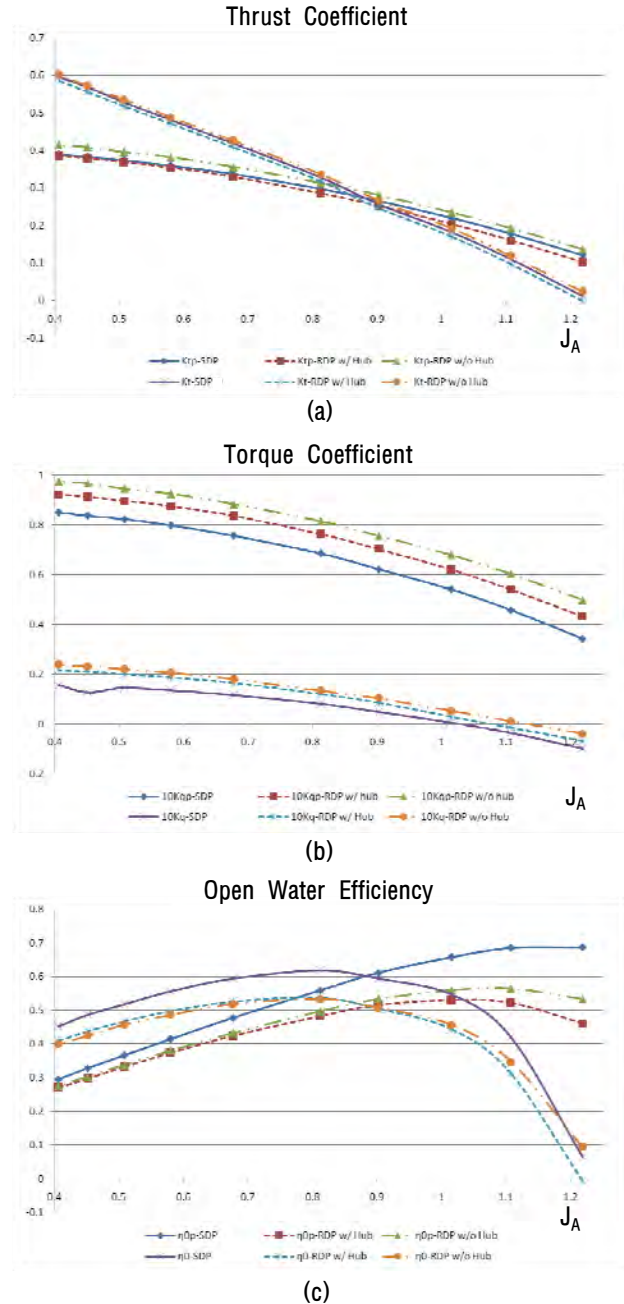 Thrust Coefficient
0.7
0.6
0.5
0.4
0.3
0.2
0.1
0
-0.1
0.4 0.5 0.6 0.7 0.8 0.9 1 1.1 1.2
J_A
Ktp-SDP Ktp-RDP w/ Hub Ktp-RDP w/o Hub
Kt-SDP Kt-RDP w/ Hub Kt-RDP w/o Hub
(a)
Torque Coefficient
1
0.8
0.6
0.4
0.2
0
0.2
0.4 0.5 0.6 0.7 0.8 0.9 1 1.1 1.2
J_A
10Kqp-SDP 10Kqp-RDP w/ hub 10Kqp-RDP w/o hub
10Kq-SDP 10Kq-RDP w/ Hub 10Kq-RDP w/o Hub
(b)
Open Water Efficiency
0.8
0.7
0.6
0.5
0.4
0.3
0.2
0.1
0
-0.1
0.4 0.5 0.6 0.7 0.8 0.9 1 1.1 1.2
J_A
η0p-SDP η0p-RDP w/ Hub η0p-RDP w/o Hub
η0-SDP η0-RDP w/ Hub η0-RDP w/o Hub
(c)